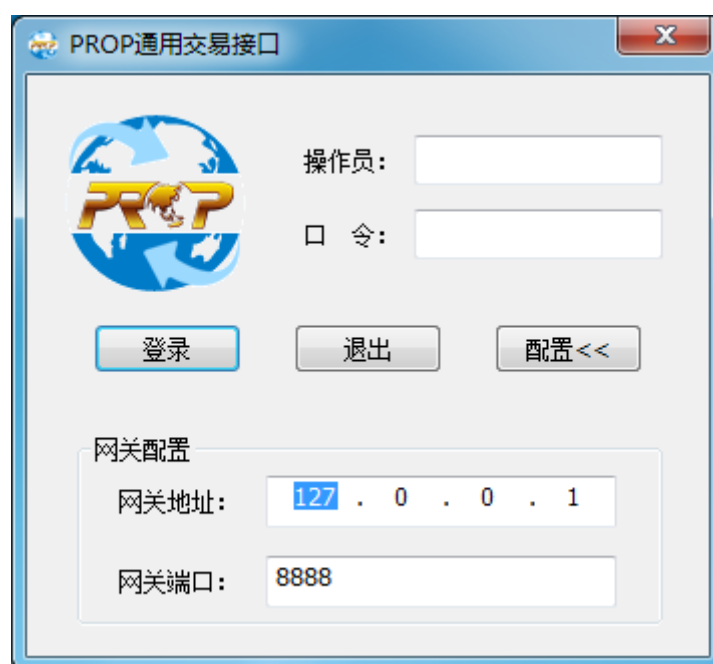 PROP通用交易接口
PROP
操作员：
口 令：
登录 退出 配置<<
网关配置
网关地址： 127 . 0 . 0 . 1
网关端口： 8888